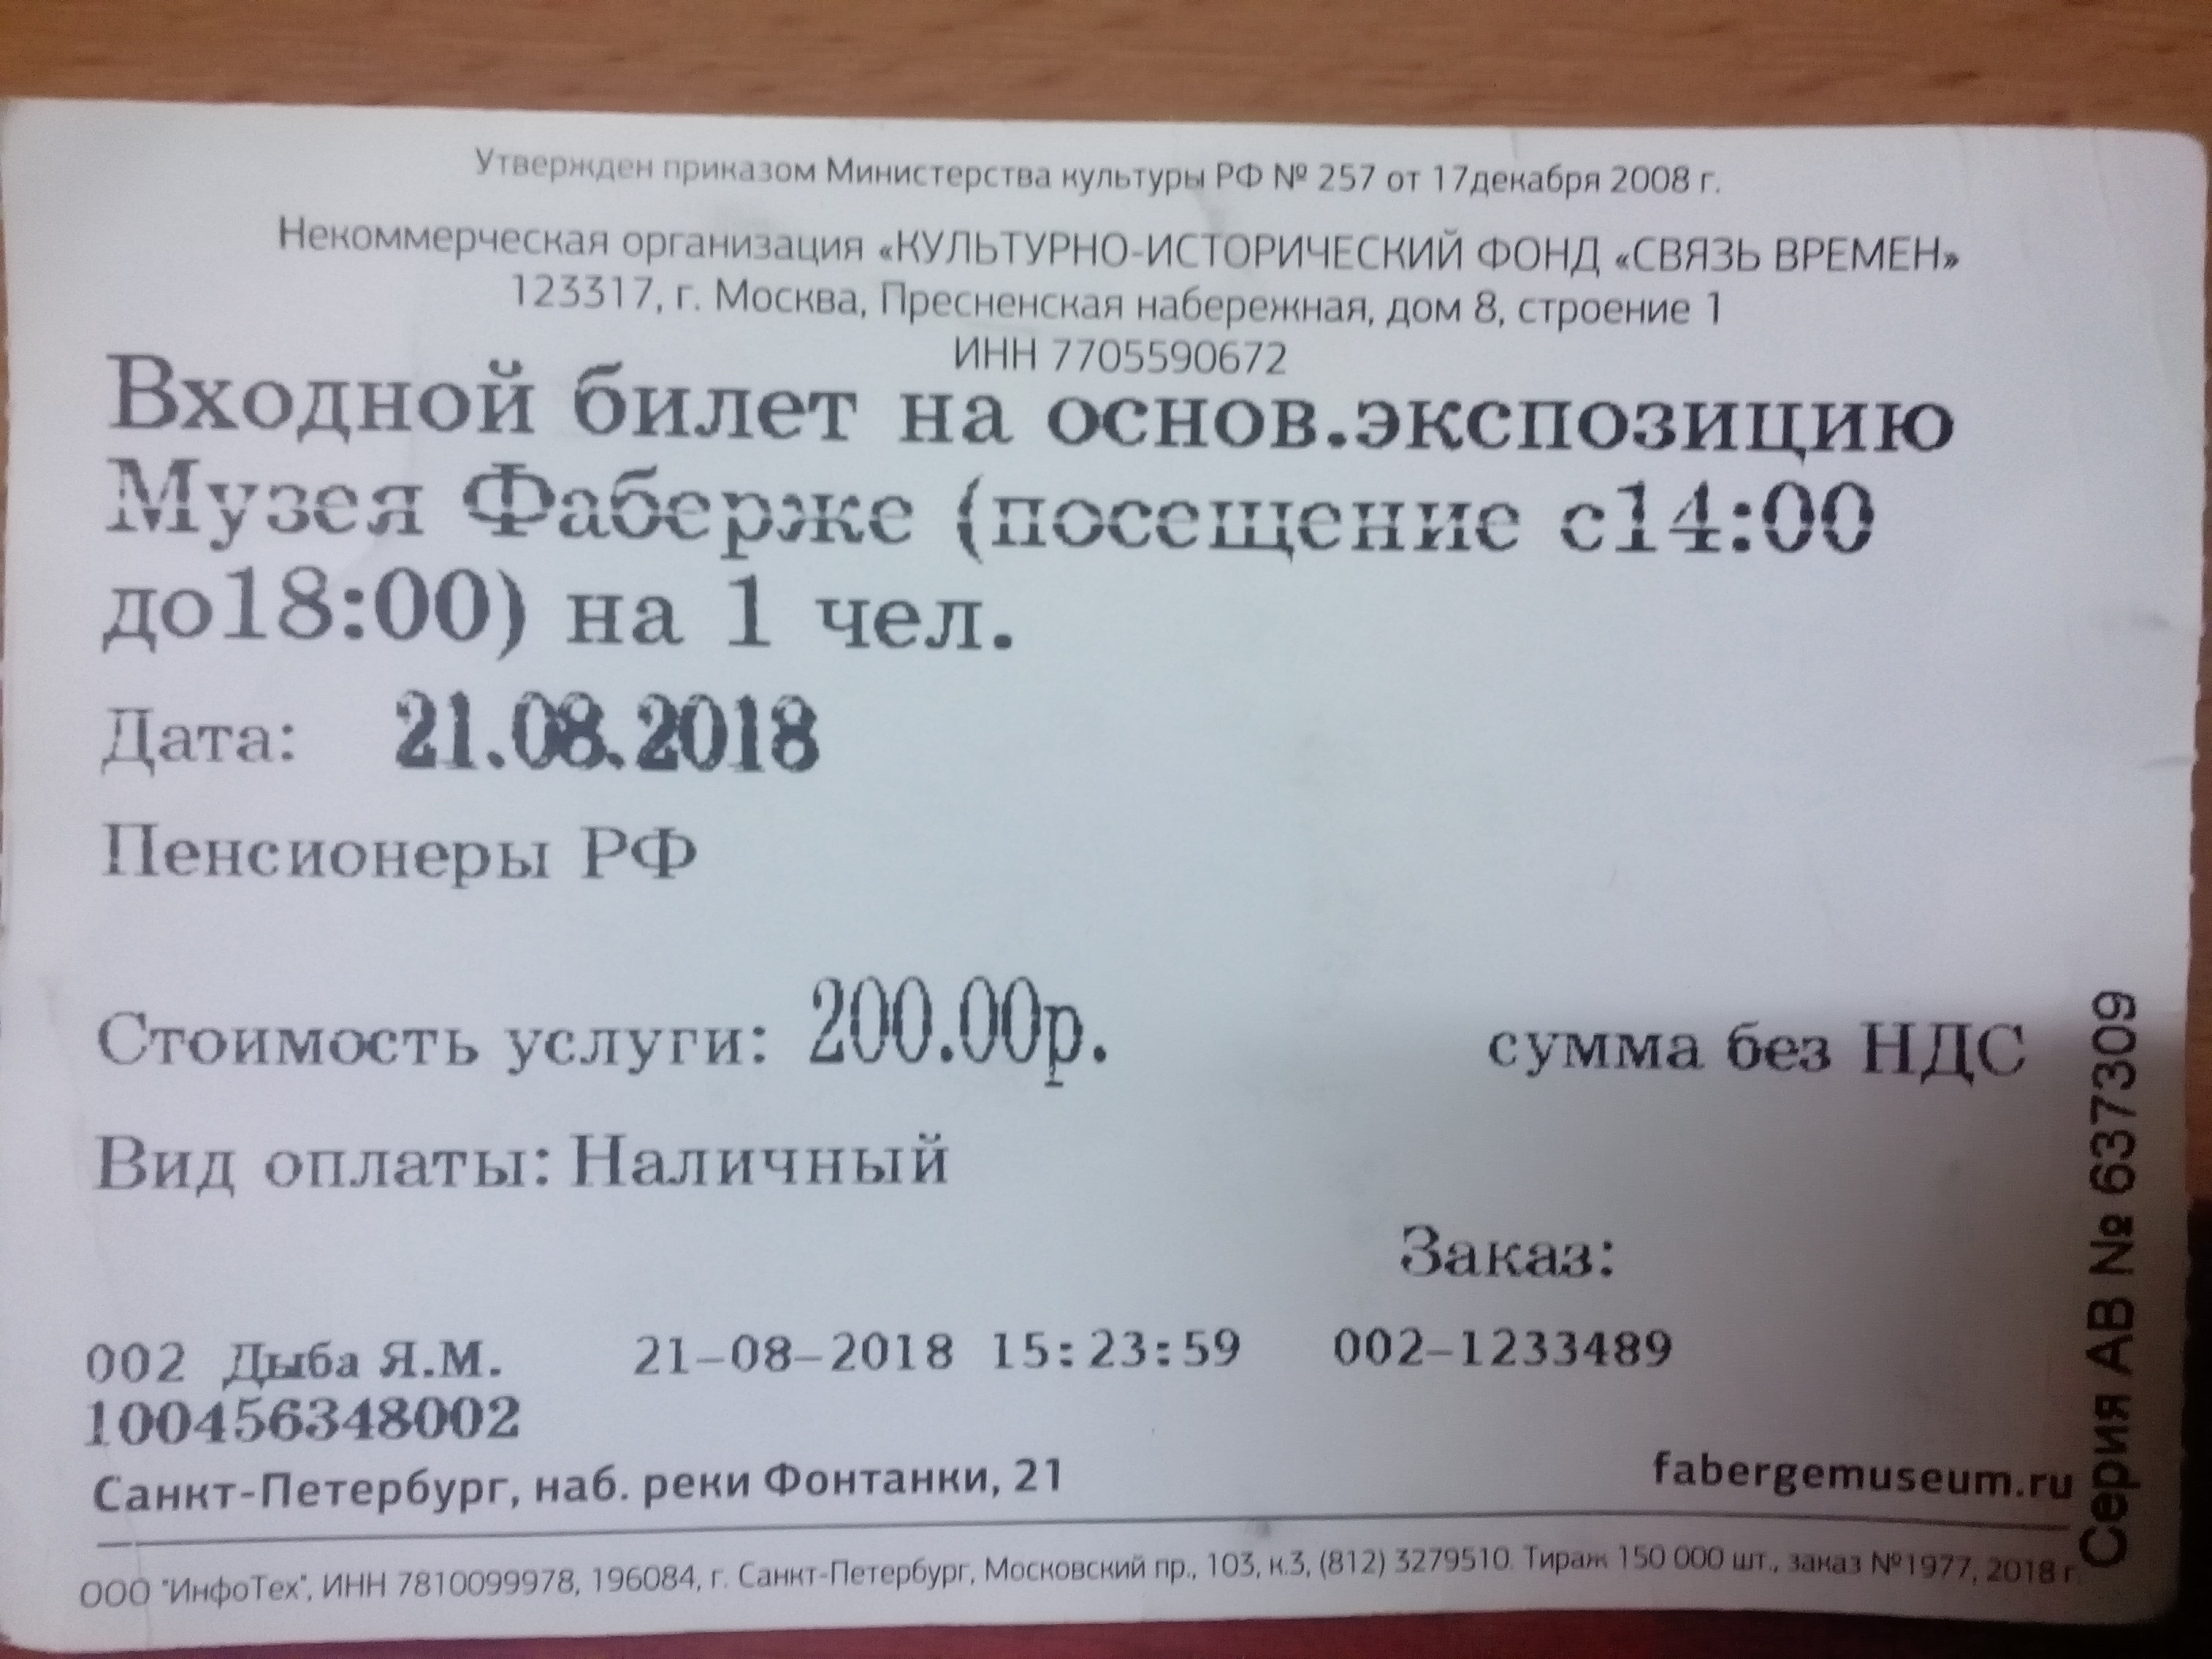 Утвержден приказом Министерства культуры РФ № 257 от 17декабря 2008 г.
Некоммерческая организация «КУЛЬТУРНО-ИСТОРИЧЕСКИЙ ФОНД «СВЯЗЬ ВРЕМЕН»
123317, г. Москва, Пресненская набережная, дом 8, строение 1
ИНН 7705590672
Входной билет на основ.экспозицию
Музея Фаберже (посещение с14:00
до18:00) на 1 чел.
Дата: 21.08.2018
Пенсионеры РФ
Стоимость услуги: 200.00р. сумма без НДС
Вид оплаты: Наличный
Заказ:
002 Дыба Я.М. 21-08-2018 15:23:59 002-1233489
100456348002
Санкт-Петербург, наб. реки Фонтанки, 21 fabergemuseum.ru
ООО "ИнфоТех", ИНН 7810099978, 196084, г. Санкт-Петербург, Московский пр., 103, к.3, (812) 3279510. Тираж 150 000 шт., заказ №1977, 2018 г.
Серия АВ № 637309